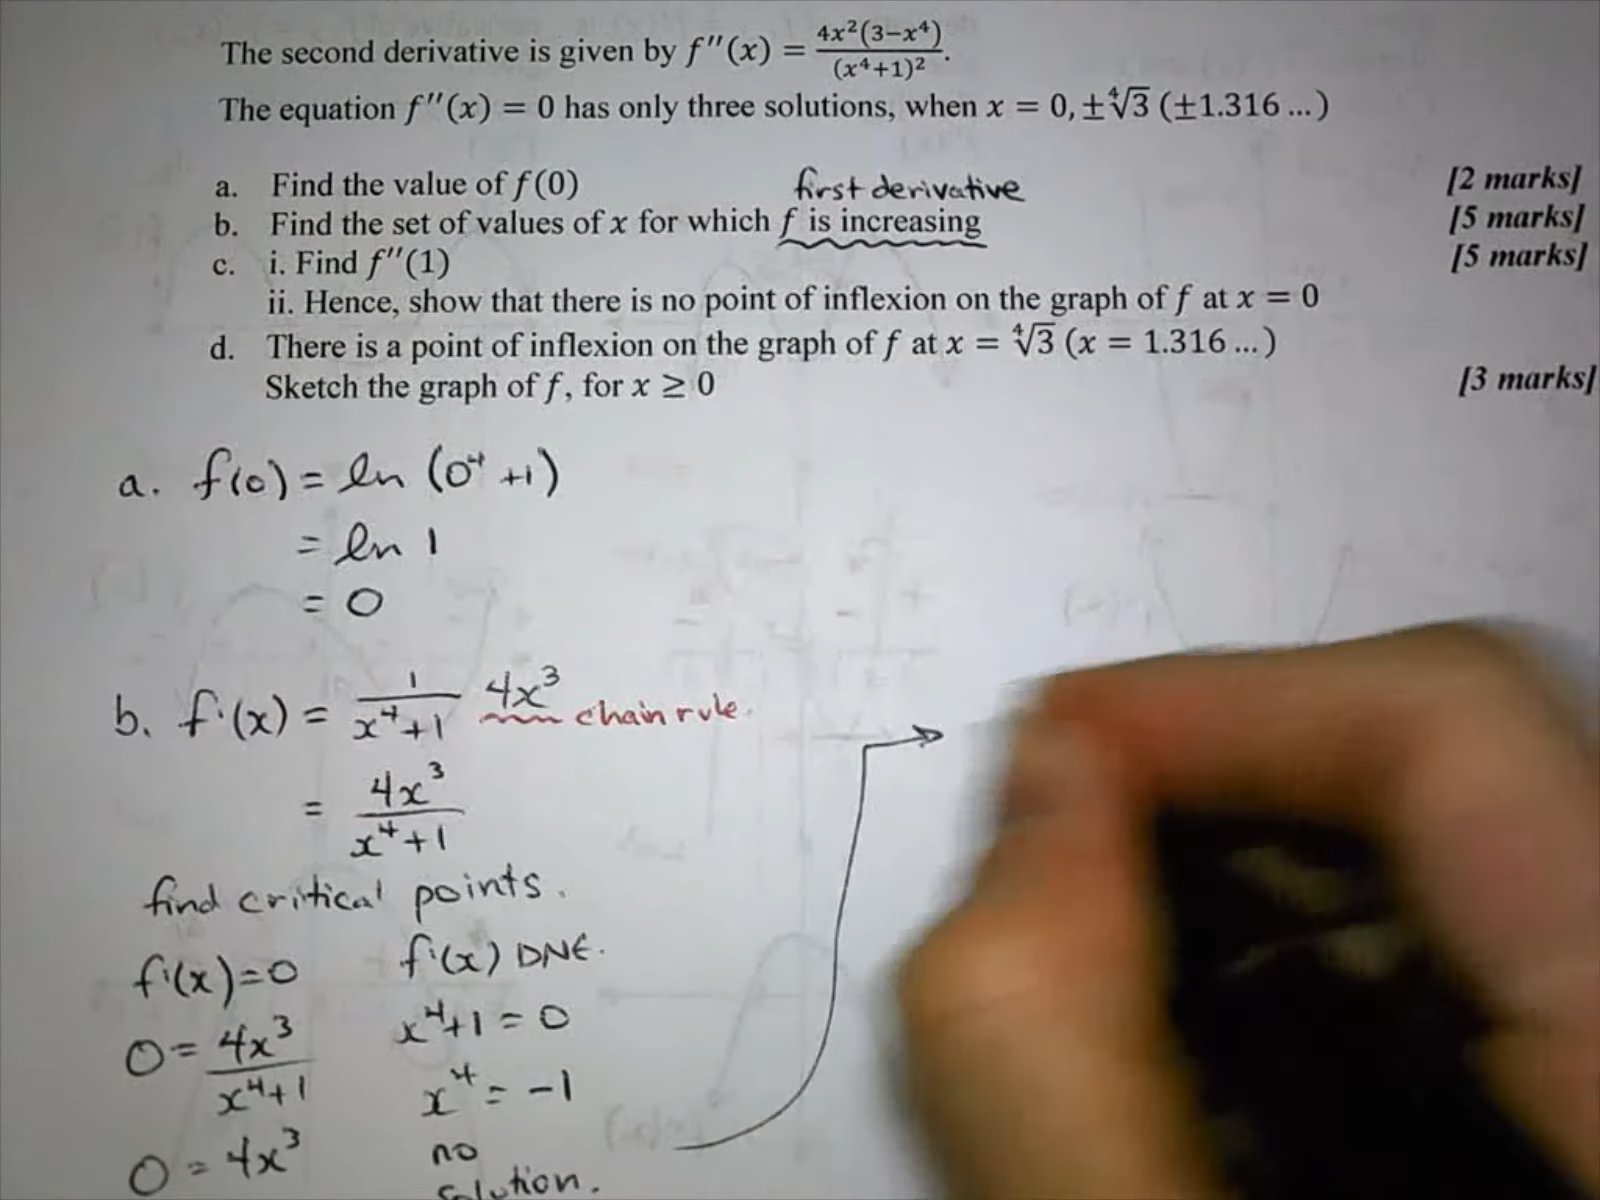 The second derivative is given by f''(x) = 4x²(3−x⁴)/(x⁴+1)².
The equation f''(x) = 0 has only three solutions, when x = 0, ±∜3 (±1.316 ...)
a. Find the value of f(0) [2 marks]
first derivative
b. Find the set of values of x for which f is increasing [5 marks]
c. i. Find f''(1) [5 marks]
ii. Hence, show that there is no point of inflexion on the graph of f at x = 0
d. There is a point of inflexion on the graph of f at x = ∜3 (x = 1.316 ...)
Sketch the graph of f, for x ≥ 0 [3 marks]
a. f(0) = ln (0⁴ +1)
= ln 1
= 0
b. f'(x) = 1/(x⁴+1) 4x³ chain rule.
= 4x³/(x⁴+1)
find critical points.
f'(x)=0 f'(x) DNE.
0 = 4x³/(x⁴+1) x⁴+1 = 0
x⁴ = -1
0 = 4x³ no
solution.